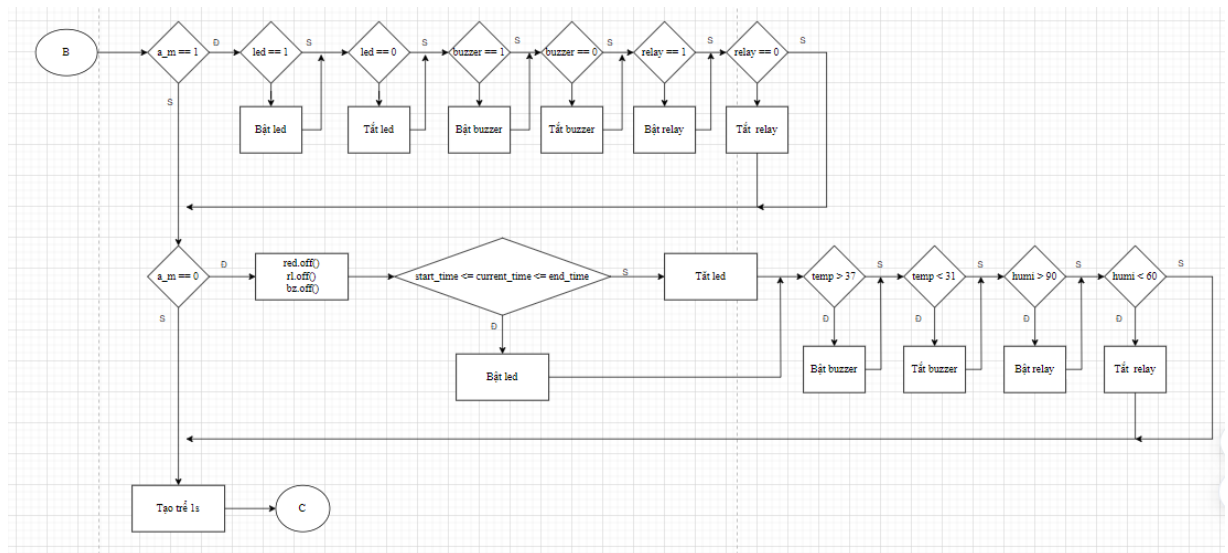 B
a_m == 1
Đ
led == 1
S
led == 0
S
buzzer == 1
S
buzzer == 0
S
relay == 1
S
relay == 0
S
S
Bật led
Tắt led
Bật buzzer
Tắt buzzer
Bật relay
Tắt relay
a_m == 0
Đ
red.off()
rl.off()
bz.off()
start_time <= current_time <= end_time
S
Tắt led
temp > 37
S
temp < 31
S
humi > 90
S
humi < 60
S
S
Đ
Đ
Đ
Đ
Đ
Bật led
Bật buzzer
Tắt buzzer
Bật relay
Tắt relay
Tạo trễ 1s
C